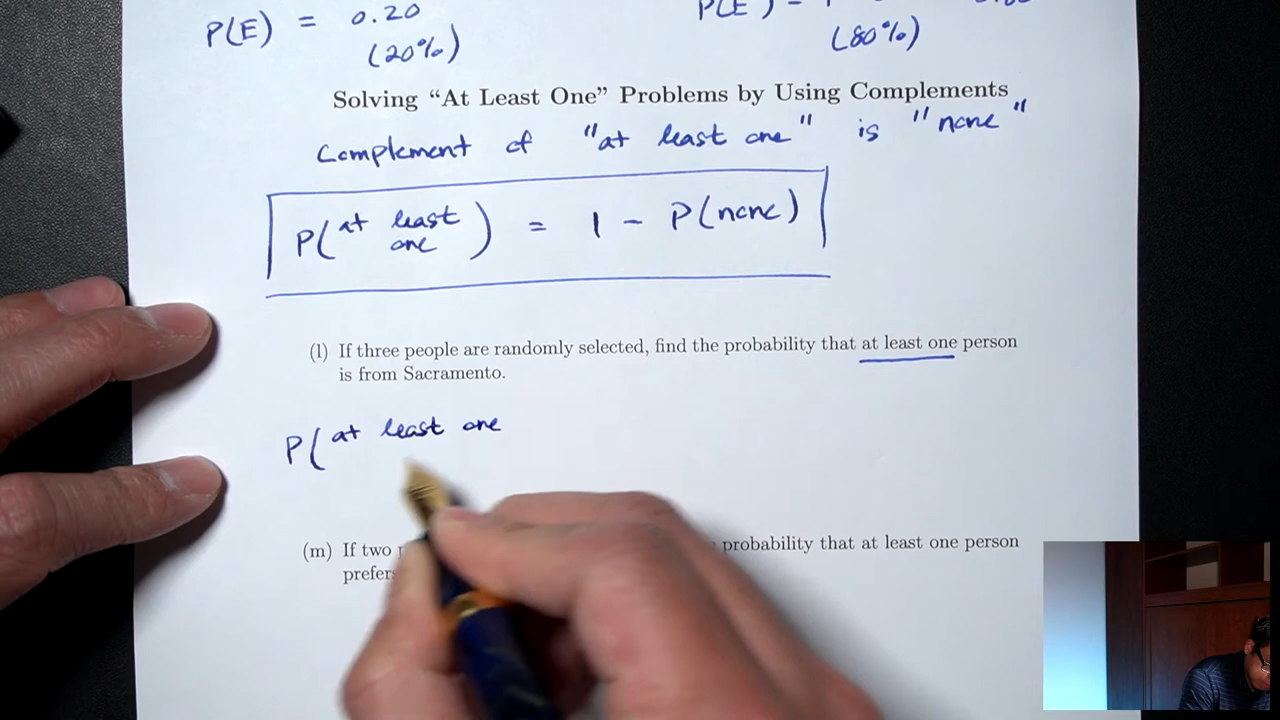 P(E) = 0.20
(20%)
(80%)
Solving “At Least One” Problems by Using Complements
Complement of "at least one" is "none"
P(at least one) = 1 - P(none)
(l) If three people are randomly selected, find the probability that at least one person
is from Sacramento.
P(at least one
(m) If two probability that at least one person
prefers